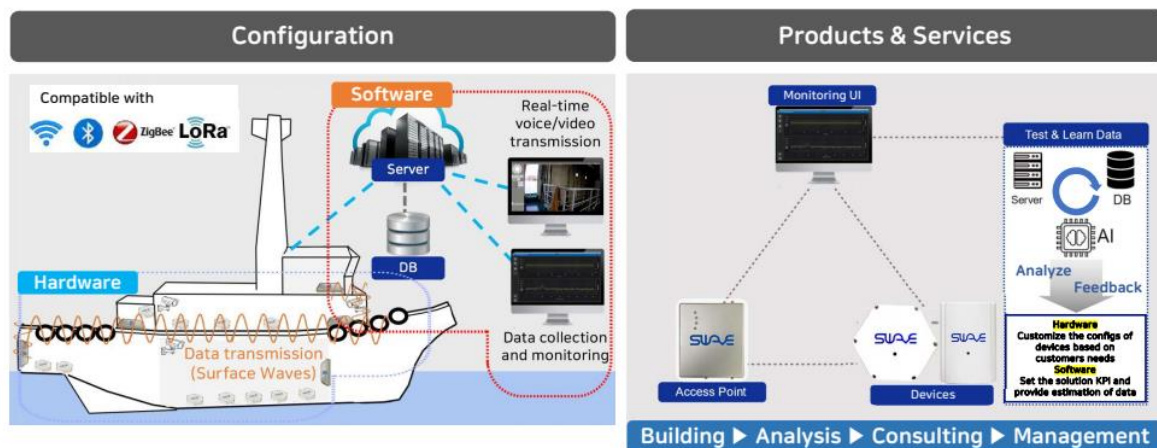 Configuration
Compatible with
ZigBee
LoRa
Software
Real-time
voice/video
transmission
Server
DB
Hardware
Data transmission
(Surface Waves)
Data collection
and monitoring
Products & Services
Monitoring UI
Test & Learn Data
Server
DB
AI
Analyze
Feedback
Hardware
Customize the configs of
devices based on
customers needs
Software
Set the solution KPI and
provide estimation of data
SWAVE
SWAVE
SWAVE
Access Point
Devices
Building ▶ Analysis ▶ Consulting ▶ Management